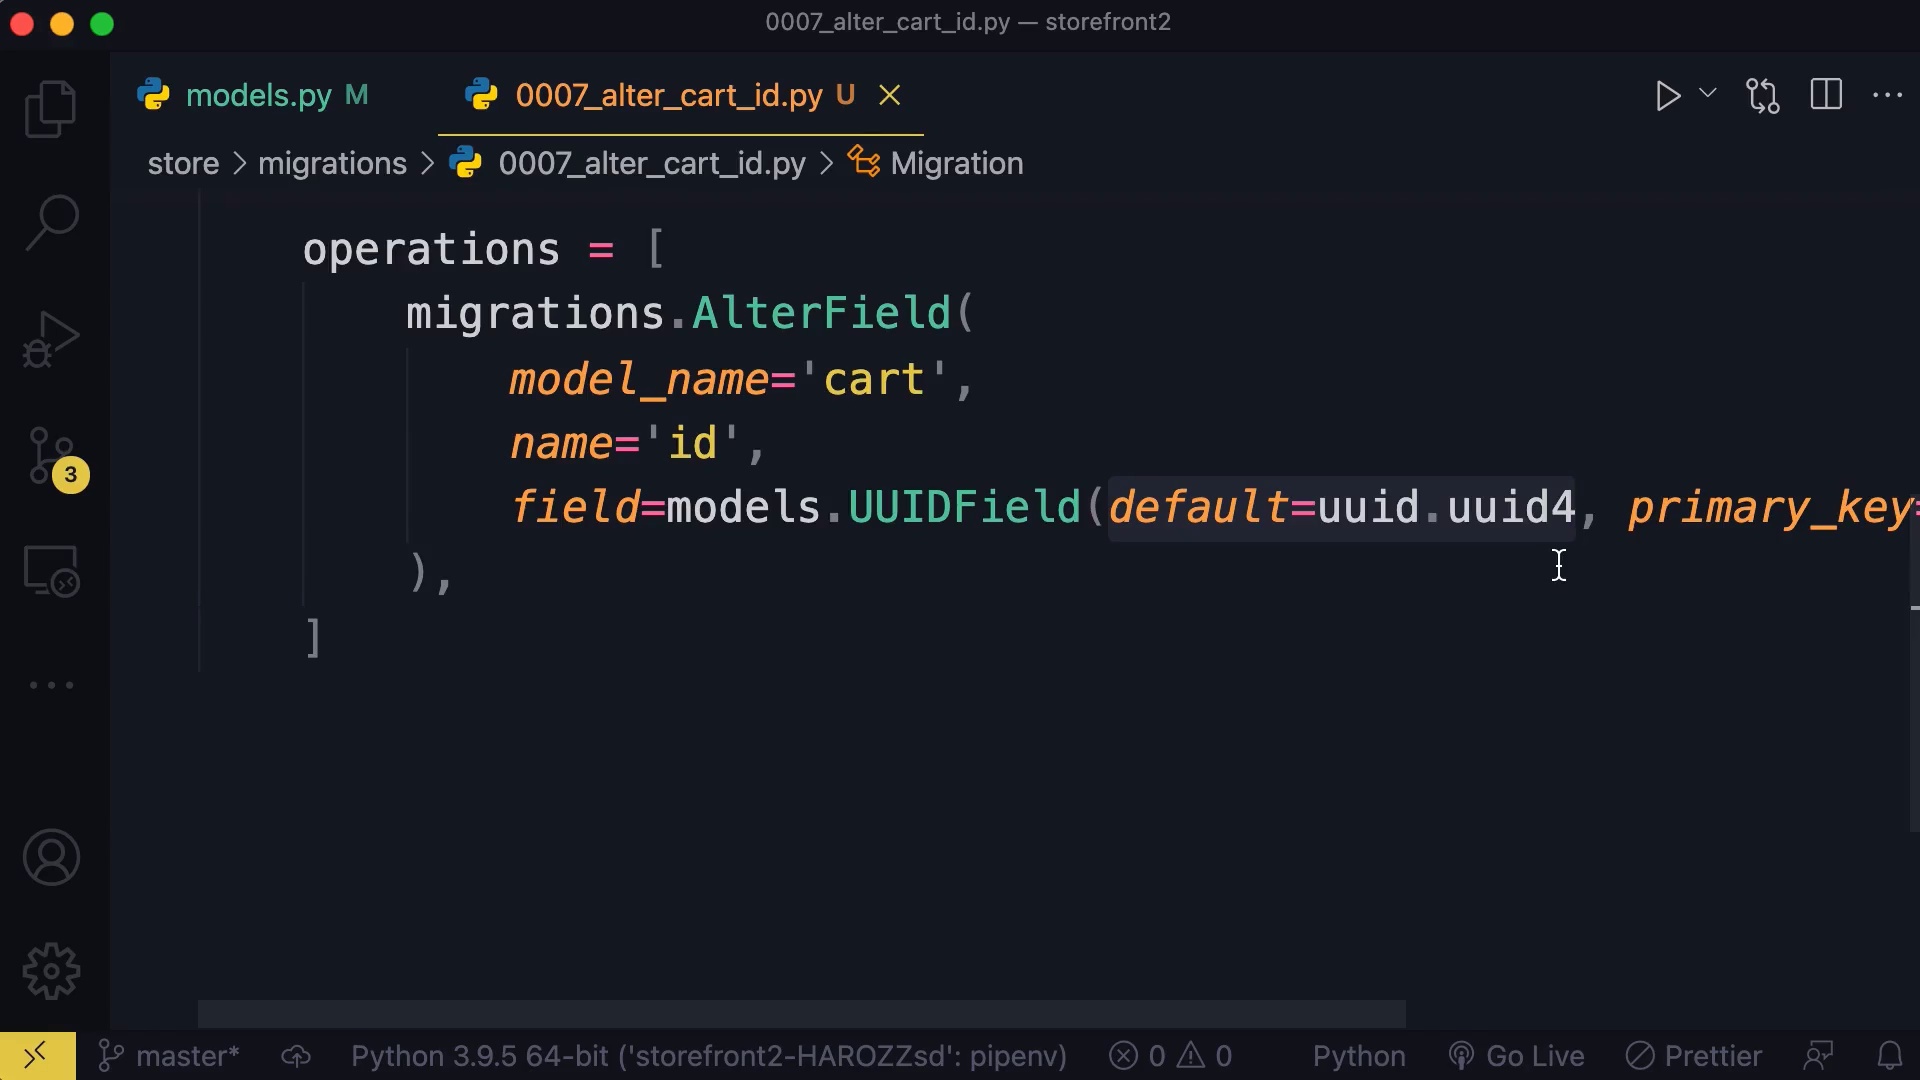 0007_alter_cart_id.py — storefront2
models.py M 0007_alter_cart_id.py U
store > migrations > 0007_alter_cart_id.py > Migration
operations = [
migrations.AlterField(
model_name='cart',
name='id',
field=models.UUIDField(default=uuid.uuid4, primary_key=
),
]
3
master* Python 3.9.5 64-bit ('storefront2-HAROZZsd': pipenv) 0 0 Python Go Live Prettier